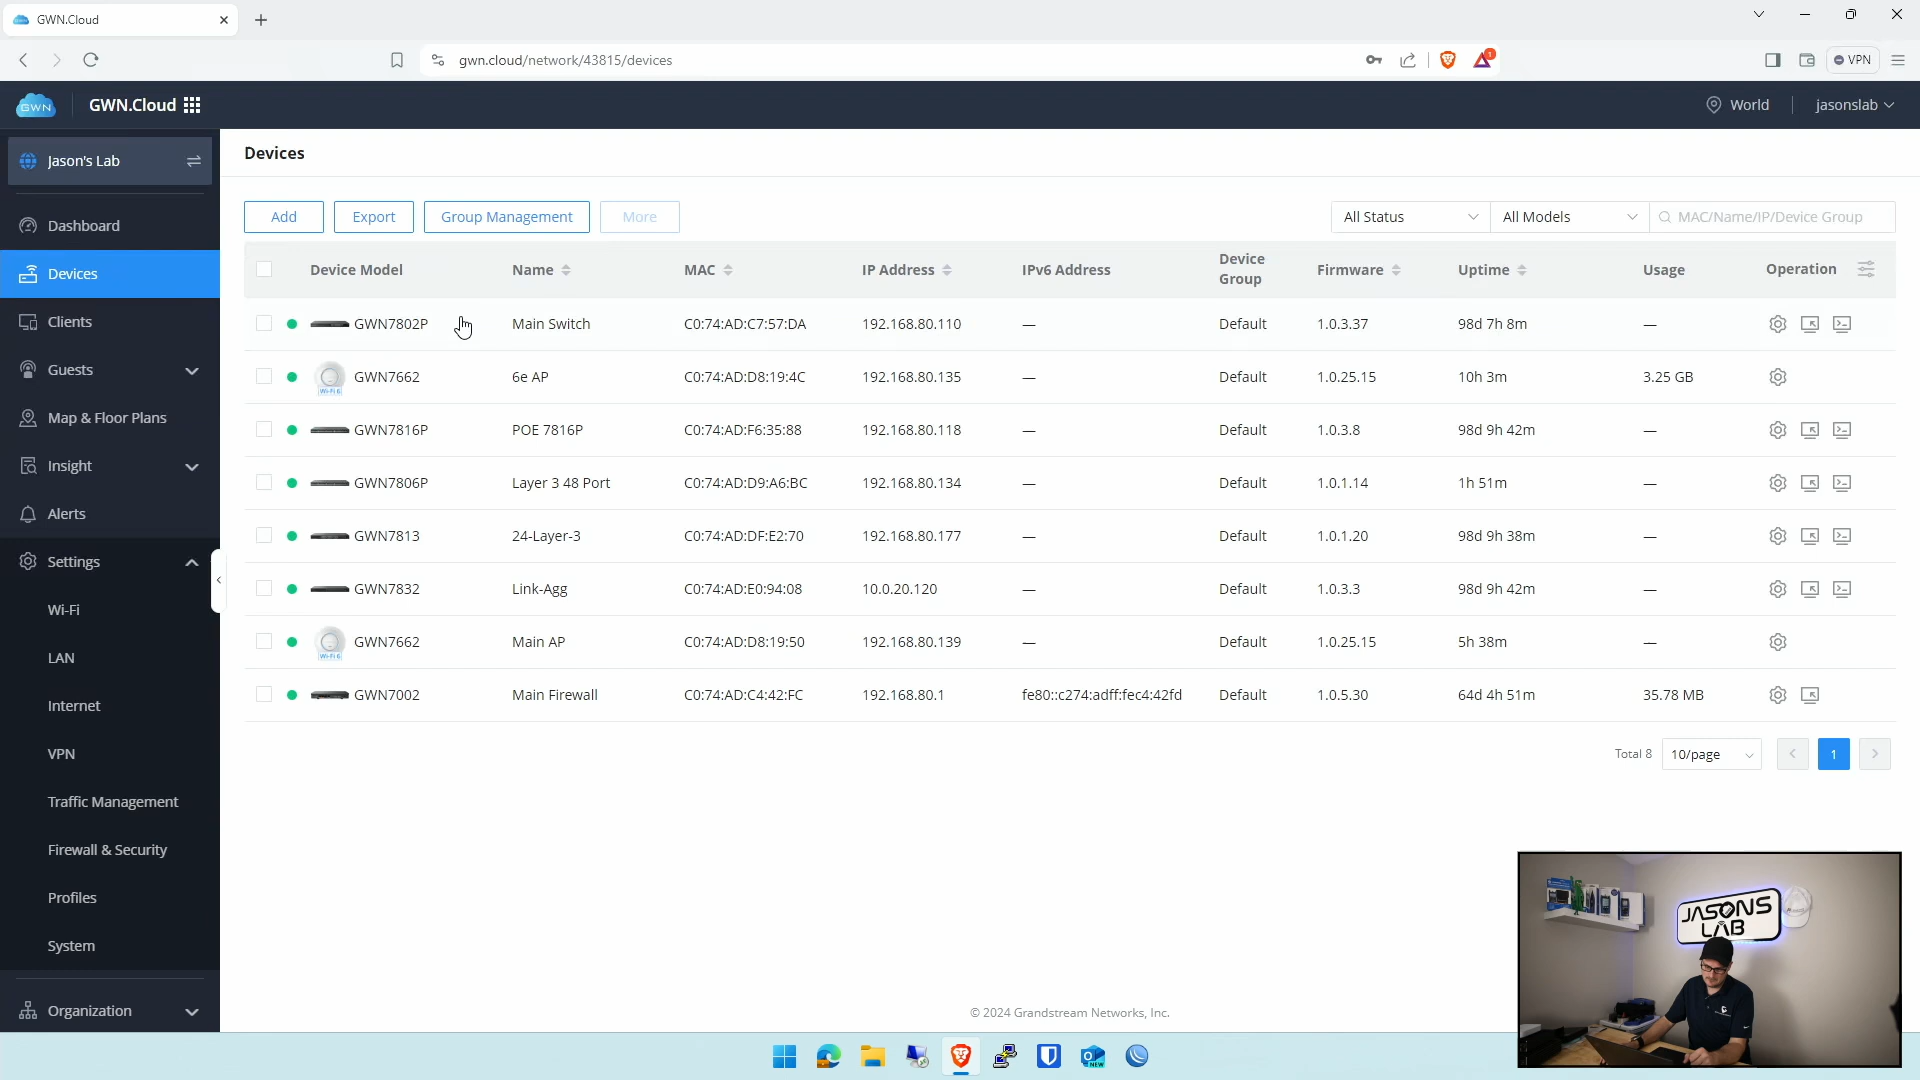 GWN.Cloud
gwn.cloud/network/43815/devices
1
VPN
GWN
GWN.Cloud
World
jasonslab
Jason's Lab
Dashboard
Devices
Clients
Guests
Map & Floor Plans
Insight
Alerts
Settings
Wi-Fi
LAN
Internet
VPN
Traffic Management
Firewall & Security
Profiles
System
Organization
Devices
Add Export Group Management More All Status All Models MAC/Name/IP/Device Group
Device Model Name MAC IP Address IPv6 Address Device Group Firmware Uptime Usage Operation
GWN7802P Main Switch C0:74:AD:C7:57:DA 192.168.80.110 — Default 1.0.3.37 98d 7h 8m —
GWN7662 6e AP C0:74:AD:D8:19:4C 192.168.80.135 — Default 1.0.25.15 10h 3m 3.25 GB
Wi-Fi 6
GWN7816P POE 7816P C0:74:AD:F6:35:88 192.168.80.118 — Default 1.0.3.8 98d 9h 42m —
GWN7806P Layer 3 48 Port C0:74:AD:D9:A6:BC 192.168.80.134 — Default 1.0.1.14 1h 51m —
GWN7813 24-Layer-3 C0:74:AD:DF:E2:70 192.168.80.177 — Default 1.0.1.20 98d 9h 38m —
GWN7832 Link-Agg C0:74:AD:E0:94:08 10.0.20.120 — Default 1.0.3.3 98d 9h 42m —
GWN7662 Main AP C0:74:AD:D8:19:50 192.168.80.139 — Default 1.0.25.15 5h 38m —
Wi-Fi 6
GWN7002 Main Firewall C0:74:AD:C4:42:FC 192.168.80.1 fe80::c274:adff:fec4:42fd Default 1.0.5.30 64d 4h 51m 35.78 MB
Total 8 10/page 1
© 2024 Grandstream Networks, Inc.
JASONS
LAB
NEW